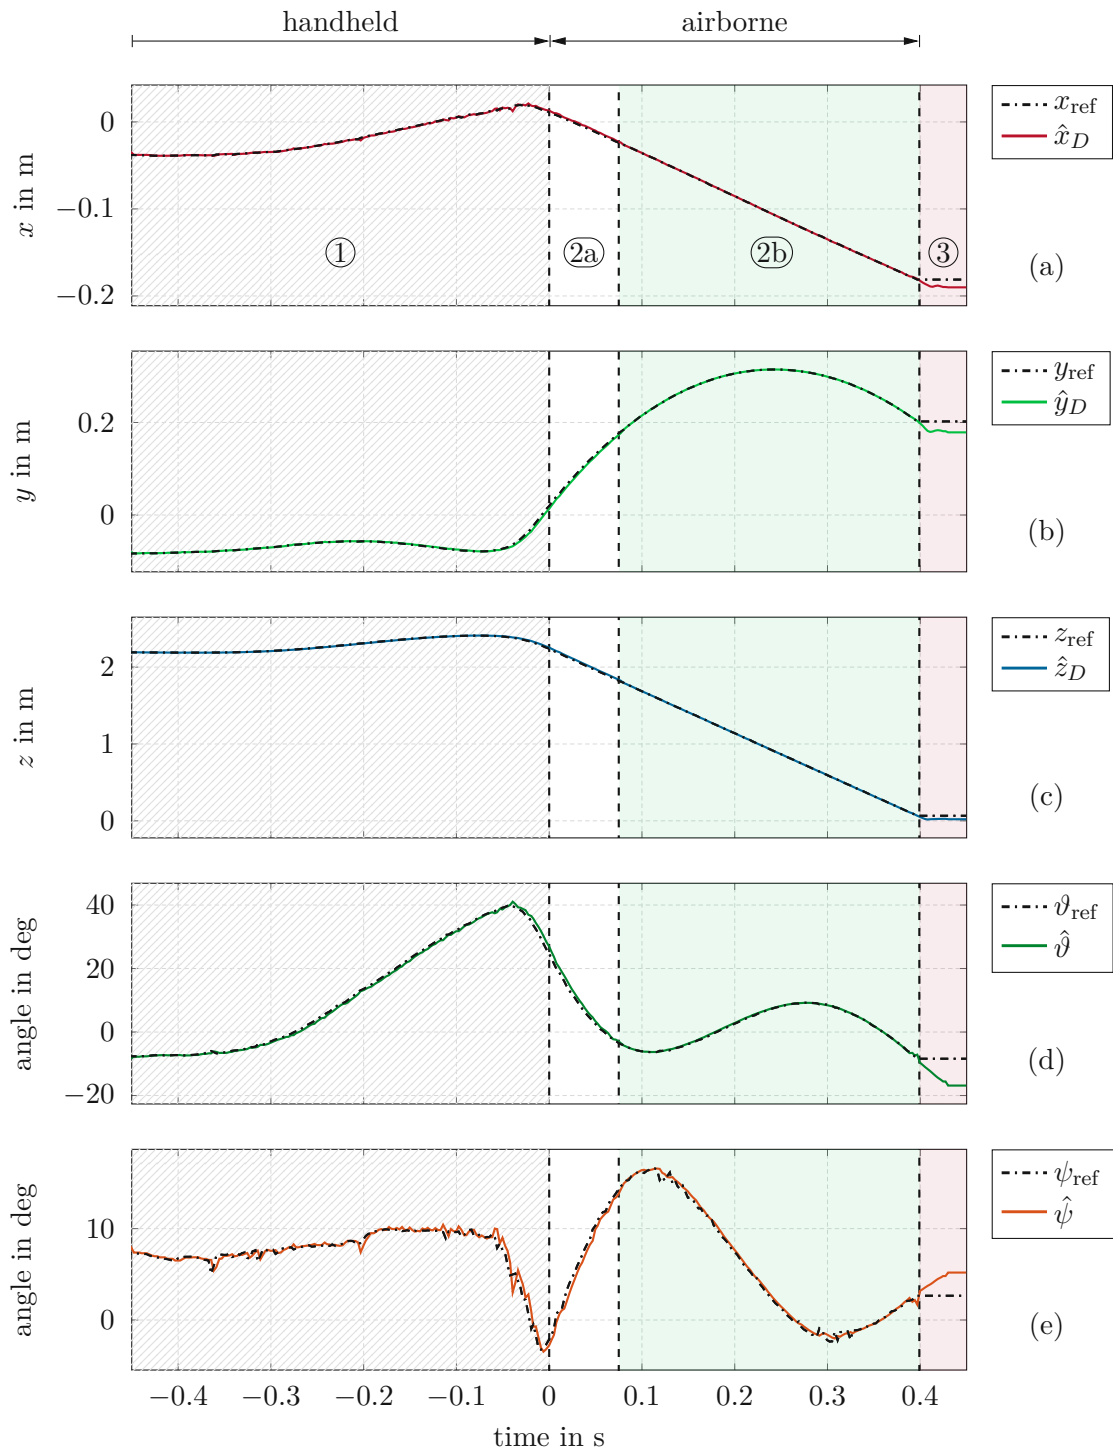 handheld airborne
0
−0.1
−0.2
x in m
① 2a 2b ③
x_ref
x̂_D
(a)
0.2
0
y in m
y_ref
ŷ_D
(b)
2
1
0
z in m
z_ref
ẑ_D
(c)
40
20
0
−20
angle in deg
ϑ_ref
ϑ̂
(d)
10
0
angle in deg
ψ_ref
ψ̂
(e)
−0.4 −0.3 −0.2 −0.1 0 0.1 0.2 0.3 0.4
time in s